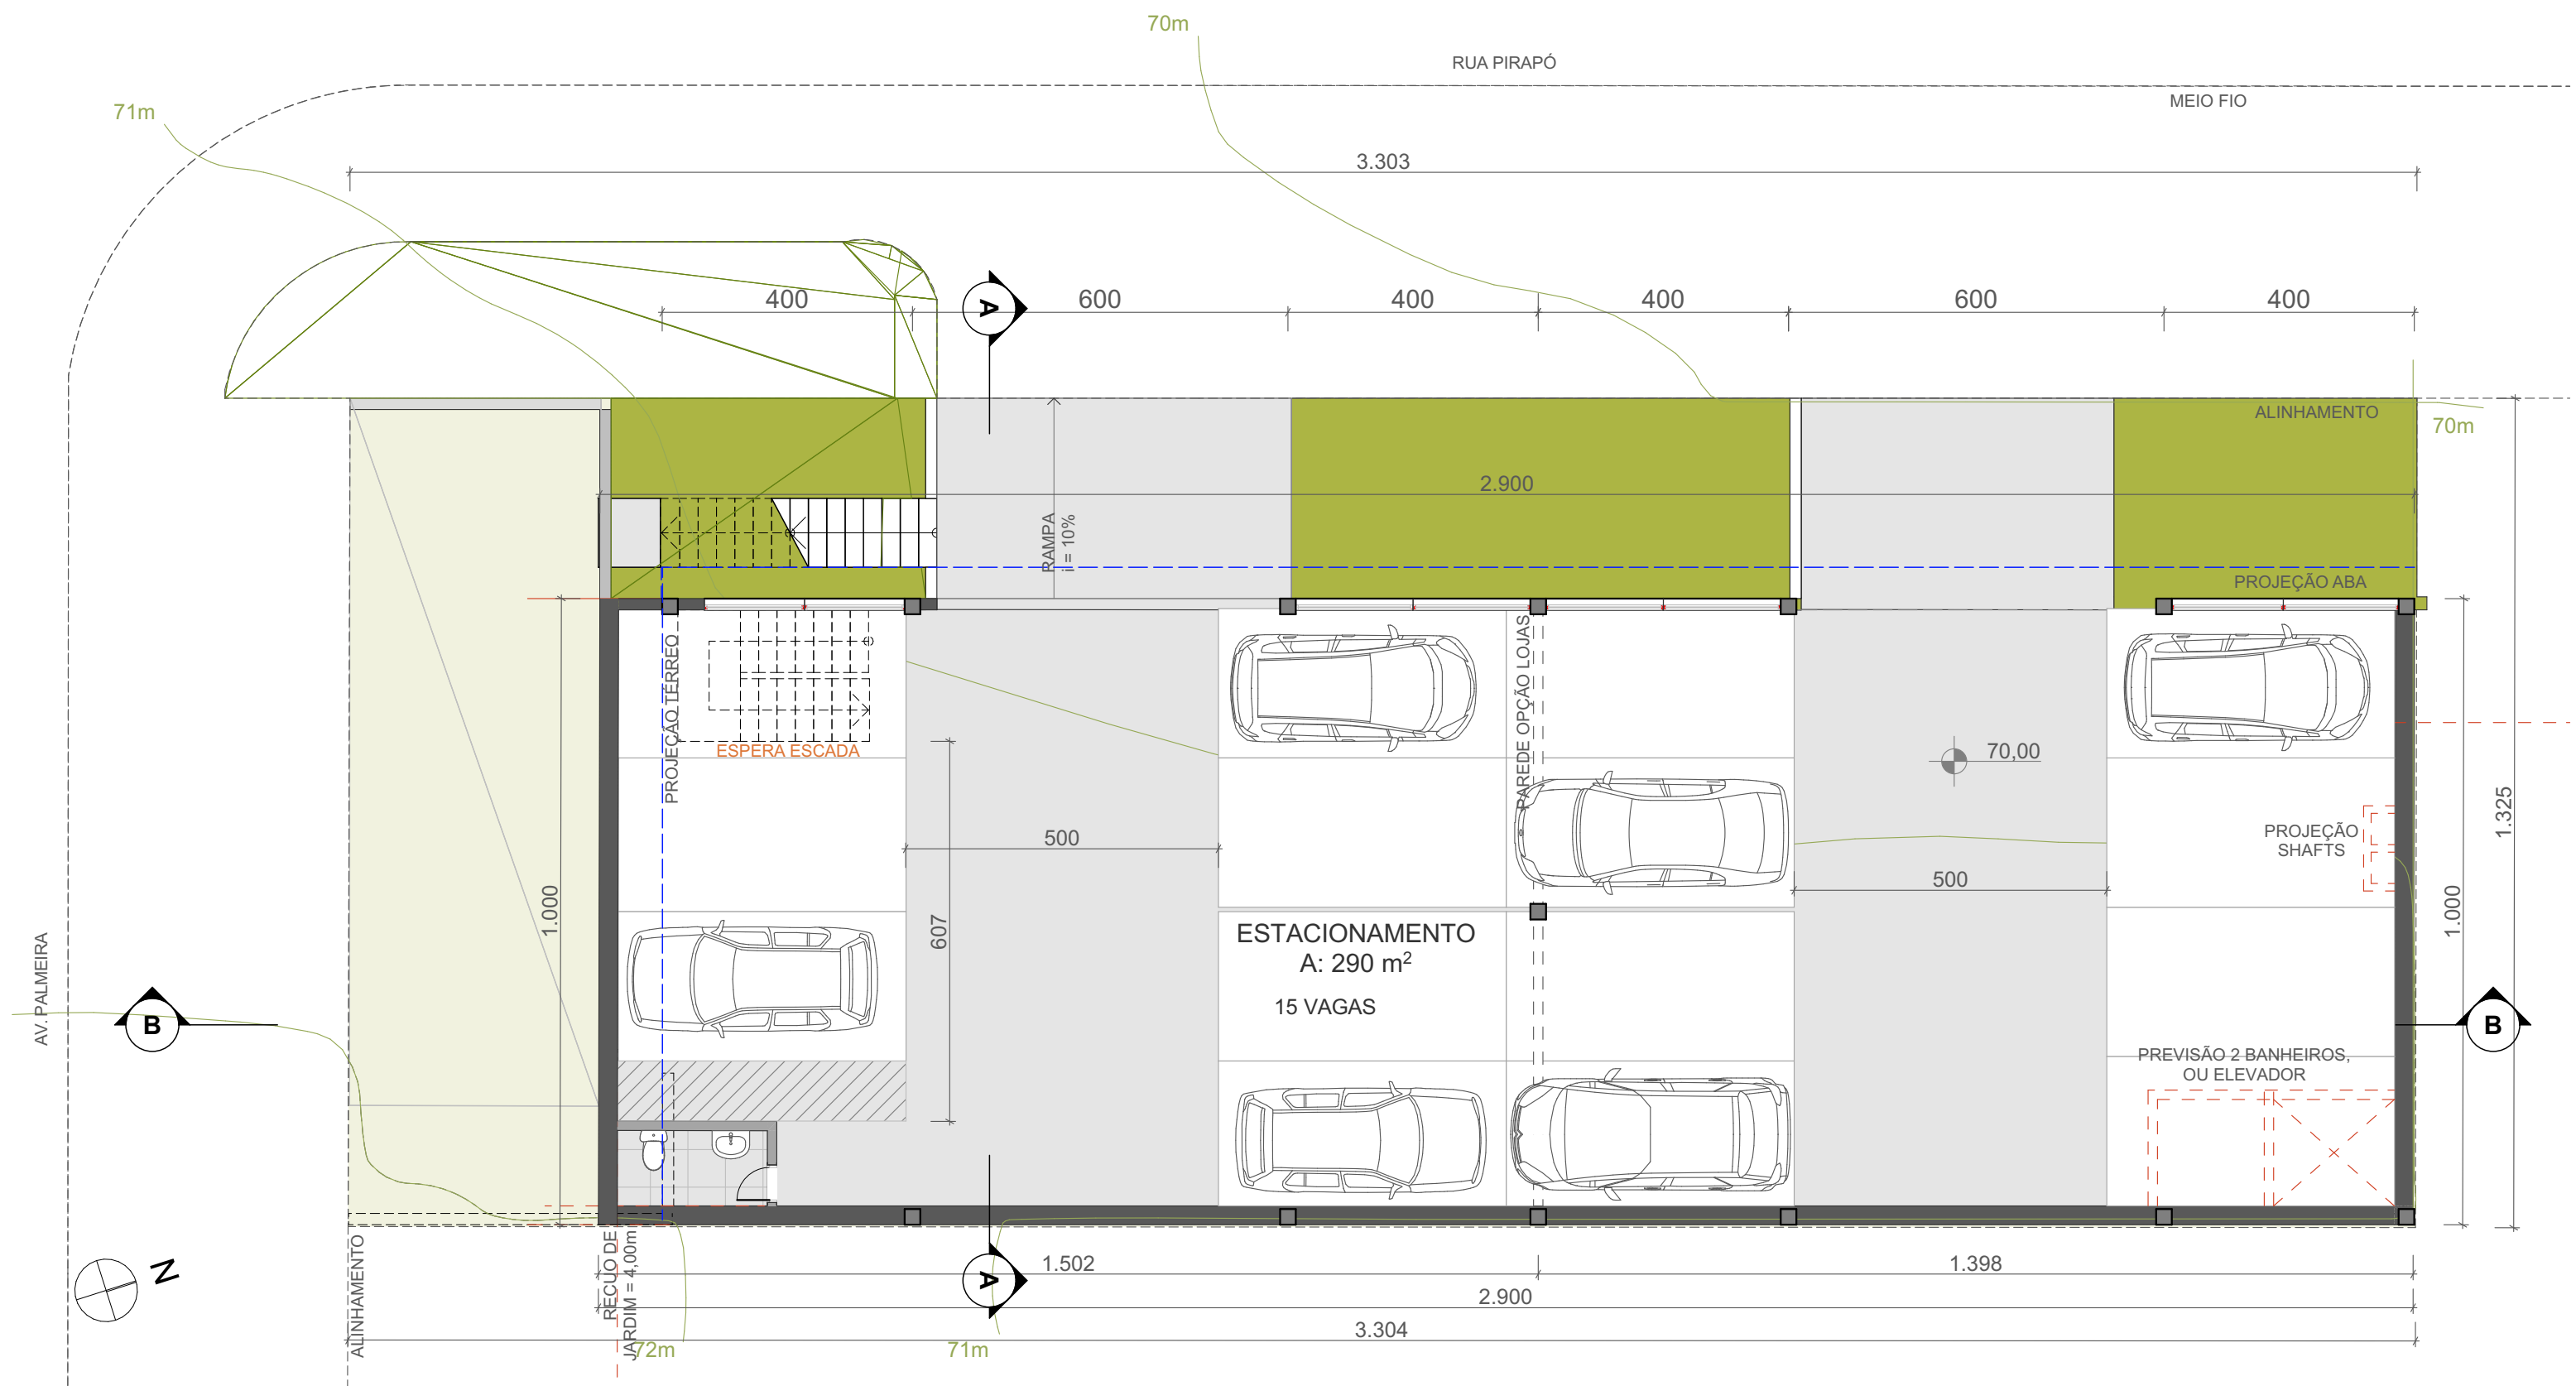 70m
RUA PIRAPÓ
MEIO FIO
71m
3.303
400
A
600
400
400
600
400
ALINHAMENTO
70m
2.900
RAMPA
i = 10%
PROJEÇÃO ABA
PROJEÇÃO TÉRREO
ESPERA ESCADA
PAREDE OPÇÃO LOJAS
70,00
1.325
500
PROJEÇÃO
SHAFTS
500
1.000
607
1.000
ESTACIONAMENTO
A: 290 m²
15 VAGAS
AV. PALMEIRA
B
B
PREVISÃO 2 BANHEIROS,
OU ELEVADOR
N
ALINHAMENTO
RECUO DE
JARDIM = 4,00m
A
1.502
1.398
2.900
3.304
72m
71m